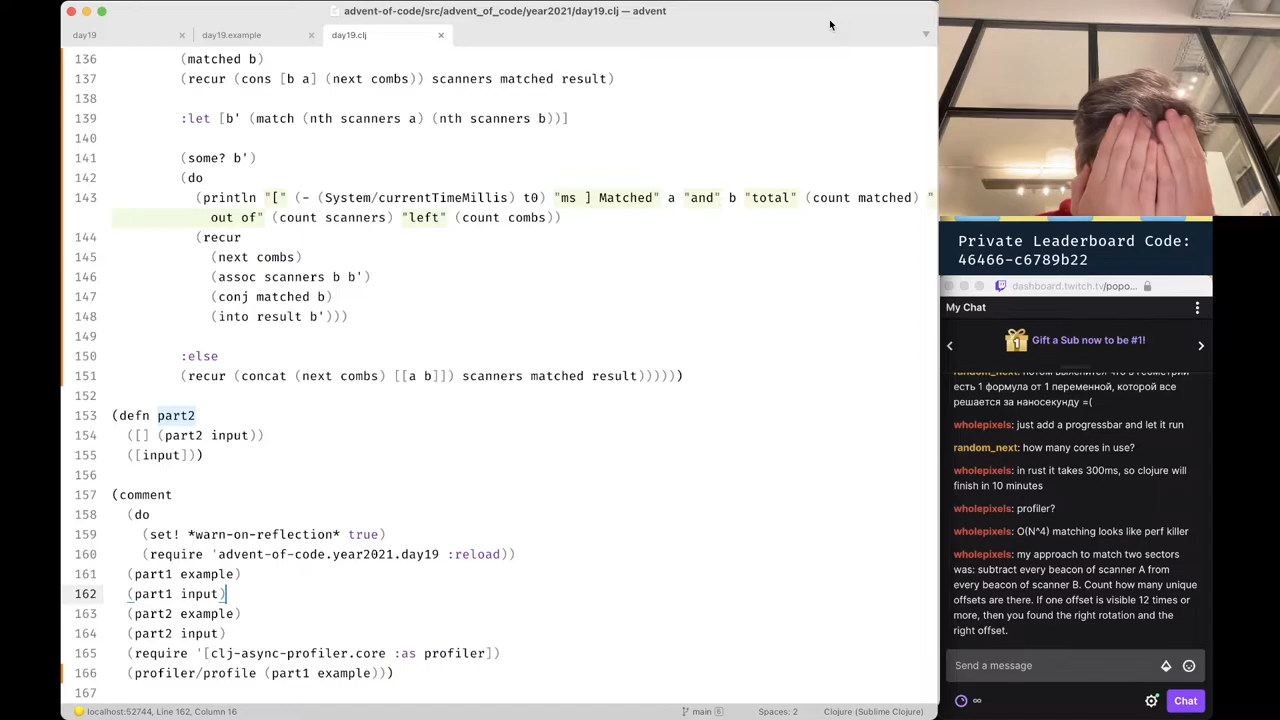 advent-of-code/src/advent_of_code/year2021/day19.clj — advent
day19 × day19.example × day19.clj ×
136 (matched b)
137 (recur (cons [b a] (next combs)) scanners matched result)
138
139 :let [b' (match (nth scanners a) (nth scanners b))]
140
141 (some? b')
142 (do
143 (println "[" (- (System/currentTimeMillis) t0) "ms ] Matched" a "and" b "total" (count matched) "
out of" (count scanners) "left" (count combs))
144 (recur
145 (next combs)
146 (assoc scanners b b')
147 (conj matched b)
148 (into result b')))
149
150 :else
151 (recur (concat (next combs) [[a b]]) scanners matched result)))))
152
153 (defn part2
154 ([] (part2 input))
155 ([input]))
156
157 (comment
158 (do
159 (set! *warn-on-reflection* true)
160 (require 'advent-of-code.year2021.day19 :reload))
161 (part1 example)
162 (part1 input)
163 (part2 example)
164 (part2 input)
165 (require '[clj-async-profiler.core :as profiler])
166 (profiler/profile (part1 example)))
167
localhost:52744, Line 162, Column 16 main 6 Spaces: 2 Clojure (Sublime Clojure)
Private Leaderboard Code:
46466-c6789b22
dashboard.twitch.tv/popo...
My Chat
1 Gift a Sub now to be #1!
есть 1 формула от 1 переменной, которой все
решается за наносекунду =(
wholepixels: just add a progressbar and let it run
random_next: how many cores in use?
wholepixels: in rust it takes 300ms, so clojure will
finish in 10 minutes
wholepixels: profiler?
wholepixels: O(N^4) matching looks like perf killer
wholepixels: my approach to match two sectors
was: subtract every beacon of scanner A from
every beacon of scanner B. Count how many unique
offsets are there. If one offset is visible 12 times or
more, then you found the right rotation and the
right offset.
Send a message
∞ Chat